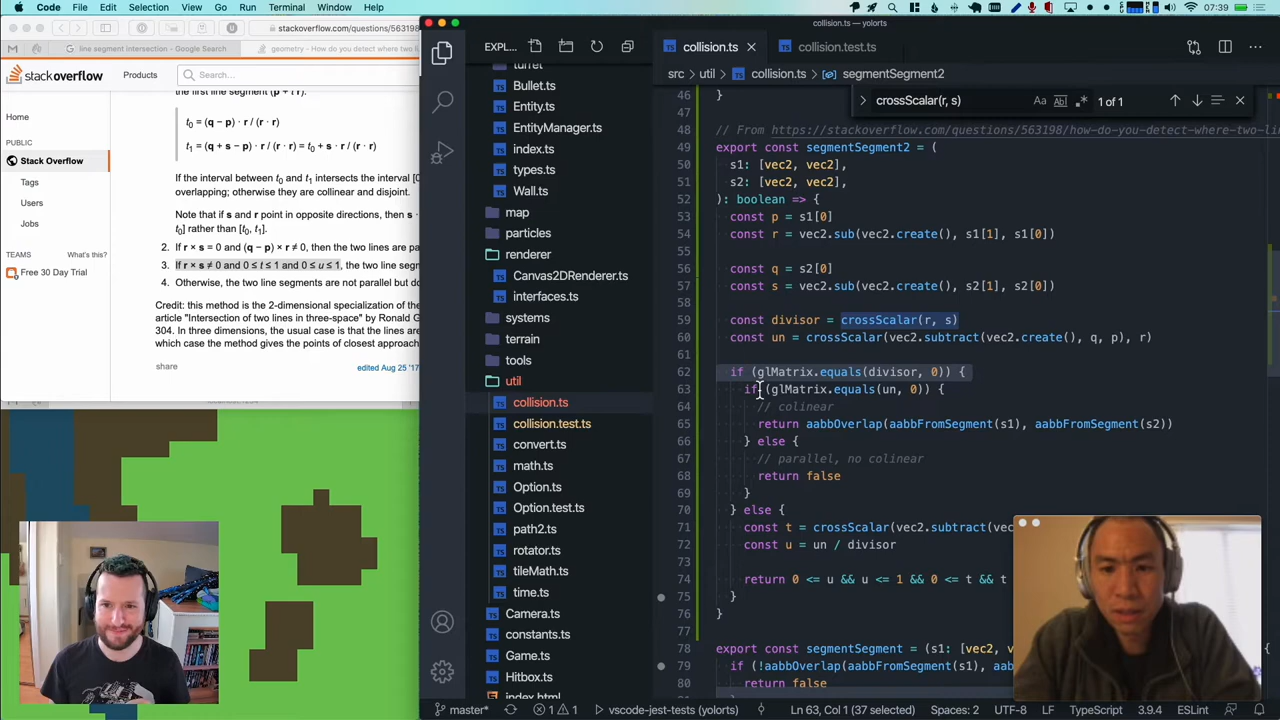 Code File Edit Selection View Go Run Terminal Window Help
07:39
stackoverflow.com/questions/563198
line segment intersection - Google Search
geometry - How do you detect where two li
stackoverflow Products Search...
the first line segment (p + t r):
t0 = (q − p) · r / (r · r)
t1 = (q + s − p) · r / (r · r) = t0 + s · r / (r · r)
If the interval between t0 and t1 intersects the interval [0
overlapping; otherwise they are collinear and disjoint.
Note that if s and r point in opposite directions, then s ·
t0] rather than [t0, t1].
2. If r × s = 0 and (q − p) × r ≠ 0, then the two lines are pa
3. If r × s ≠ 0 and 0 ≤ t ≤ 1 and 0 ≤ u ≤ 1, the two line segm
4. Otherwise, the two line segments are not parallel but do
Credit: this method is the 2-dimensional specialization of the
article "Intersection of two lines in three-space" by Ronald G
304. In three dimensions, the usual case is that the lines are
which case the method gives the points of closest approach
share
edited Aug 25 '17
Home
PUBLIC
Stack Overflow
Tags
Users
Jobs
TEAMS What's this?
Free 30 Day Trial
collision.ts — yolorts
EXPL...
turret
Bullet.ts
Entity.ts
EntityManager.ts
index.ts
types.ts
Wall.ts
map
particles
renderer
Canvas2DRenderer.ts
interfaces.ts
systems
terrain
tools
util
collision.ts
collision.test.ts
convert.ts
math.ts
Option.ts
Option.test.ts
path2.ts
rotator.ts
tileMath.ts
time.ts
Camera.ts
constants.ts
Game.ts
Hitbox.ts
index.html
collision.ts
collision.test.ts
src > util > collision.ts > segmentSegment2
crossScalar(r, s) Aa Abl .* 1 of 1
46 }
47
48 // From https://stackoverflow.com/questions/563198/how-do-you-detect-where-two-lin
49 export const segmentSegment2 = (
50 s1: [vec2, vec2],
51 s2: [vec2, vec2],
52 ): boolean => {
53 const p = s1[0]
54 const r = vec2.sub(vec2.create(), s1[1], s1[0])
55
56 const q = s2[0]
57 const s = vec2.sub(vec2.create(), s2[1], s2[0])
58
59 const divisor = crossScalar(r, s)
60 const un = crossScalar(vec2.subtract(vec2.create(), q, p), r)
61
62 if (glMatrix.equals(divisor, 0)) {
63 if (glMatrix.equals(un, 0)) {
64 // colinear
65 return aabbOverlap(aabbFromSegment(s1), aabbFromSegment(s2))
66 } else {
67 // parallel, no colinear
68 return false
69 }
70 } else {
71 const t = crossScalar(vec2.subtract(vec
72 const u = un / divisor
73
74 return 0 <= u && u <= 1 && 0 <= t && t
75 }
76 }
77
78 export const segmentSegment = (s1: [vec2, v
79 if (!aabbOverlap(aabbFromSegment(s1), aab
80 return false
master* 1 1 vscode-jest-tests (yolorts)
Ln 63, Col 1 (37 selected) Spaces: 2 UTF-8 LF TypeScript ESLint